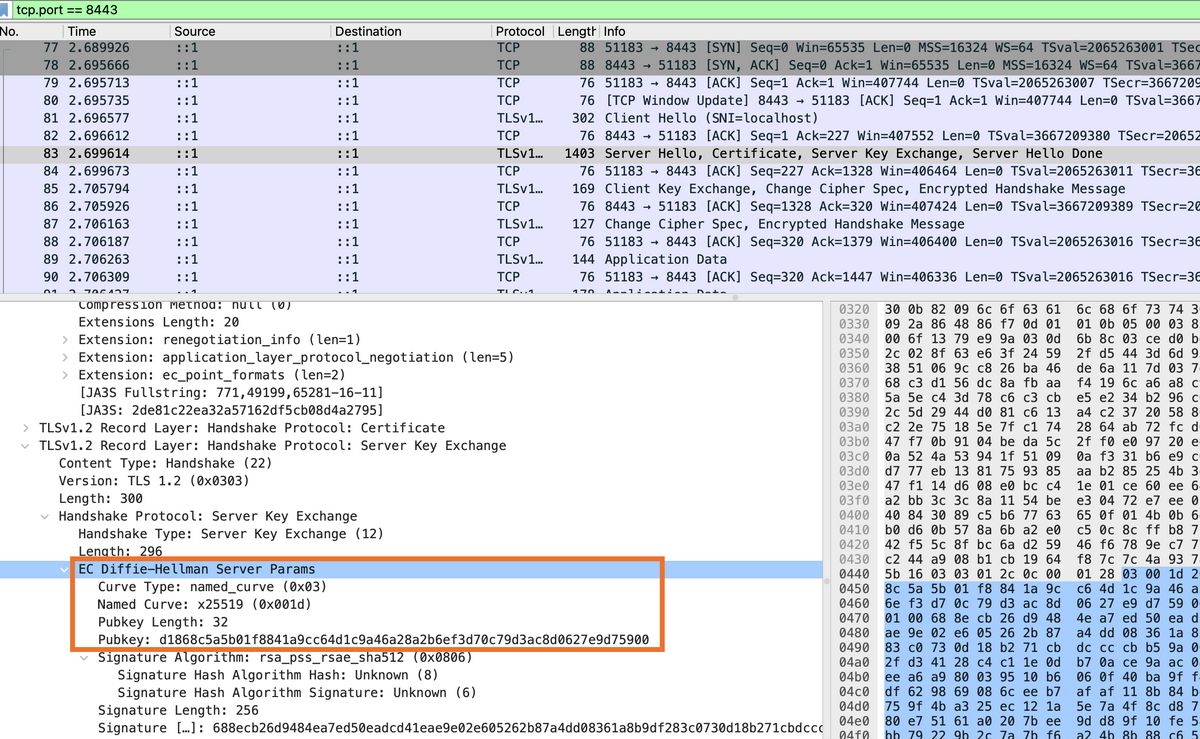 tcp.port == 8443
No. Time Source Destination Protocol Length Info
77 2.689926 ::1 ::1 TCP 88 51183 → 8443 [SYN] Seq=0 Win=65535 Len=0 MSS=16324 WS=64 TSval=2065263001 TSec
78 2.695666 ::1 ::1 TCP 88 8443 → 51183 [SYN, ACK] Seq=0 Ack=1 Win=65535 Len=0 MSS=16324 WS=64 TSval=3667
79 2.695713 ::1 ::1 TCP 76 51183 → 8443 [ACK] Seq=1 Ack=1 Win=407744 Len=0 TSval=2065263007 TSecr=3667209
80 2.695735 ::1 ::1 TCP 76 [TCP Window Update] 8443 → 51183 [ACK] Seq=1 Ack=1 Win=407744 Len=0 TSval=3667
81 2.696577 ::1 ::1 TLSv1… 302 Client Hello (SNI=localhost)
82 2.696612 ::1 ::1 TCP 76 8443 → 51183 [ACK] Seq=1 Ack=227 Win=407552 Len=0 TSval=3667209380 TSecr=20652
83 2.699614 ::1 ::1 TLSv1… 1403 Server Hello, Certificate, Server Key Exchange, Server Hello Done
84 2.699673 ::1 ::1 TCP 76 51183 → 8443 [ACK] Seq=227 Ack=1328 Win=406464 Len=0 TSval=2065263011 TSecr=36
85 2.705794 ::1 ::1 TLSv1… 169 Client Key Exchange, Change Cipher Spec, Encrypted Handshake Message
86 2.705926 ::1 ::1 TCP 76 8443 → 51183 [ACK] Seq=1328 Ack=320 Win=407424 Len=0 TSval=3667209389 TSecr=20
87 2.706163 ::1 ::1 TLSv1… 127 Change Cipher Spec, Encrypted Handshake Message
88 2.706187 ::1 ::1 TCP 76 51183 → 8443 [ACK] Seq=320 Ack=1379 Win=406400 Len=0 TSval=2065263016 TSecr=36
89 2.706263 ::1 ::1 TLSv1… 144 Application Data
90 2.706309 ::1 ::1 TCP 76 51183 → 8443 [ACK] Seq=320 Ack=1447 Win=406336 Len=0 TSval=2065263016 TSecr=36
Compression Method: null (0)
Extensions Length: 20
Extension: renegotiation_info (len=1)
Extension: application_layer_protocol_negotiation (len=5)
Extension: ec_point_formats (len=2)
[JA3S Fullstring: 771,49199,65281-16-11]
[JA3S: 2de81c22ea32a57162df5cb08d4a2795]
TLSv1.2 Record Layer: Handshake Protocol: Certificate
TLSv1.2 Record Layer: Handshake Protocol: Server Key Exchange
Content Type: Handshake (22)
Version: TLS 1.2 (0x0303)
Length: 300
Handshake Protocol: Server Key Exchange
Handshake Type: Server Key Exchange (12)
Length: 296
EC Diffie-Hellman Server Params
Curve Type: named_curve (0x03)
Named Curve: x25519 (0x001d)
Pubkey Length: 32
Pubkey: d1868c5a5b01f8841a9cc64d1c9a46a28a2b6ef3d70c79d3ac8d0627e9d75900
Signature Algorithm: rsa_pss_rsae_sha512 (0x0806)
Signature Hash Algorithm Hash: Unknown (8)
Signature Hash Algorithm Signature: Unknown (6)
Signature Length: 256
Signature […]: 688ecb26d9484ea7ed50eadcd41eae9e02e605262b87a4dd08361a8b9df283c0730d18b271cbdccc
0320 30 0b 82 09 6c 6f 63 61 6c 68 6f 73 74 3
0330 09 2a 86 48 86 f7 0d 01 01 0b 05 00 03 8
0340 00 6f 13 79 e9 9a 03 0d 6b 8c 03 ce d0 b
0350 2c 02 8f 63 e6 3f 24 59 2f d5 44 3d 6d 9
0360 38 51 06 9c c8 26 ba 46 de 6a 11 7d 03 7
0370 68 c3 d1 56 dc 8a fb aa f4 19 6c a6 a8 c
0380 5a 5e c4 3d 78 c6 c3 cb e5 e2 34 b2 96 c
0390 2c 5d 29 44 d0 81 c6 13 a4 c2 37 20 58 8
03a0 c2 2e 75 18 5e 7f c1 74 28 64 ab 72 fc d
03b0 47 f7 0b 91 04 be da 5c 2f f0 e0 97 20 e
03c0 0a 52 4a 53 94 1f 51 09 0a f3 31 b6 e9 c
03d0 d7 77 eb 13 81 75 93 85 aa b2 85 25 4b 3
03e0 47 f1 14 d6 08 e0 bc c4 1e 01 ce 60 ee 6
03f0 a2 bb 3c 3c 8a 11 54 be e3 04 72 e7 ee 0
0400 40 84 30 89 c5 b6 77 63 65 0f 01 4b 0b 6
0410 b0 d6 0b 57 8a 6b a2 e0 c5 0c 8c ff b8 7
0420 42 f5 5c 8f bc 6a d2 59 46 f6 78 9e c7 7
0430 c2 44 a9 08 b1 cb 19 64 f8 7c 7c 4a 93 7
0440 5b 16 03 03 01 2c 0c 00 01 28 03 00 1d 2
0450 8c 5a 5b 01 f8 84 1a 9c c6 4d 1c 9a 46 a
0460 6e f3 d7 0c 79 d3 ac 8d 06 27 e9 d7 59 0
0470 01 00 68 8e cb 26 d9 48 4e a7 ed 50 ea d
0480 ae 9e 02 e6 05 26 2b 87 a4 dd 08 36 1a 8
0490 83 c0 73 0d 18 b2 71 cb dc cc cb b5 9a 0
04a0 2f d3 41 28 c4 c1 1e 0d b7 0a ce 9a ac 0
04b0 ee a6 a9 80 03 95 10 b6 06 0f 40 ba 9f f
04c0 df 62 98 69 08 6c ee b7 af af 11 8b 84 b
04d0 75 9f 4b a3 25 ec 12 1a 5e 7a 4f 8c d8 7
04e0 80 e7 51 61 a0 20 7b ee 9d d8 9f 10 fe 5
04f0 bb 79 22 9b 2c 7a 7b f6 a2 4b 8b 88 c6 5